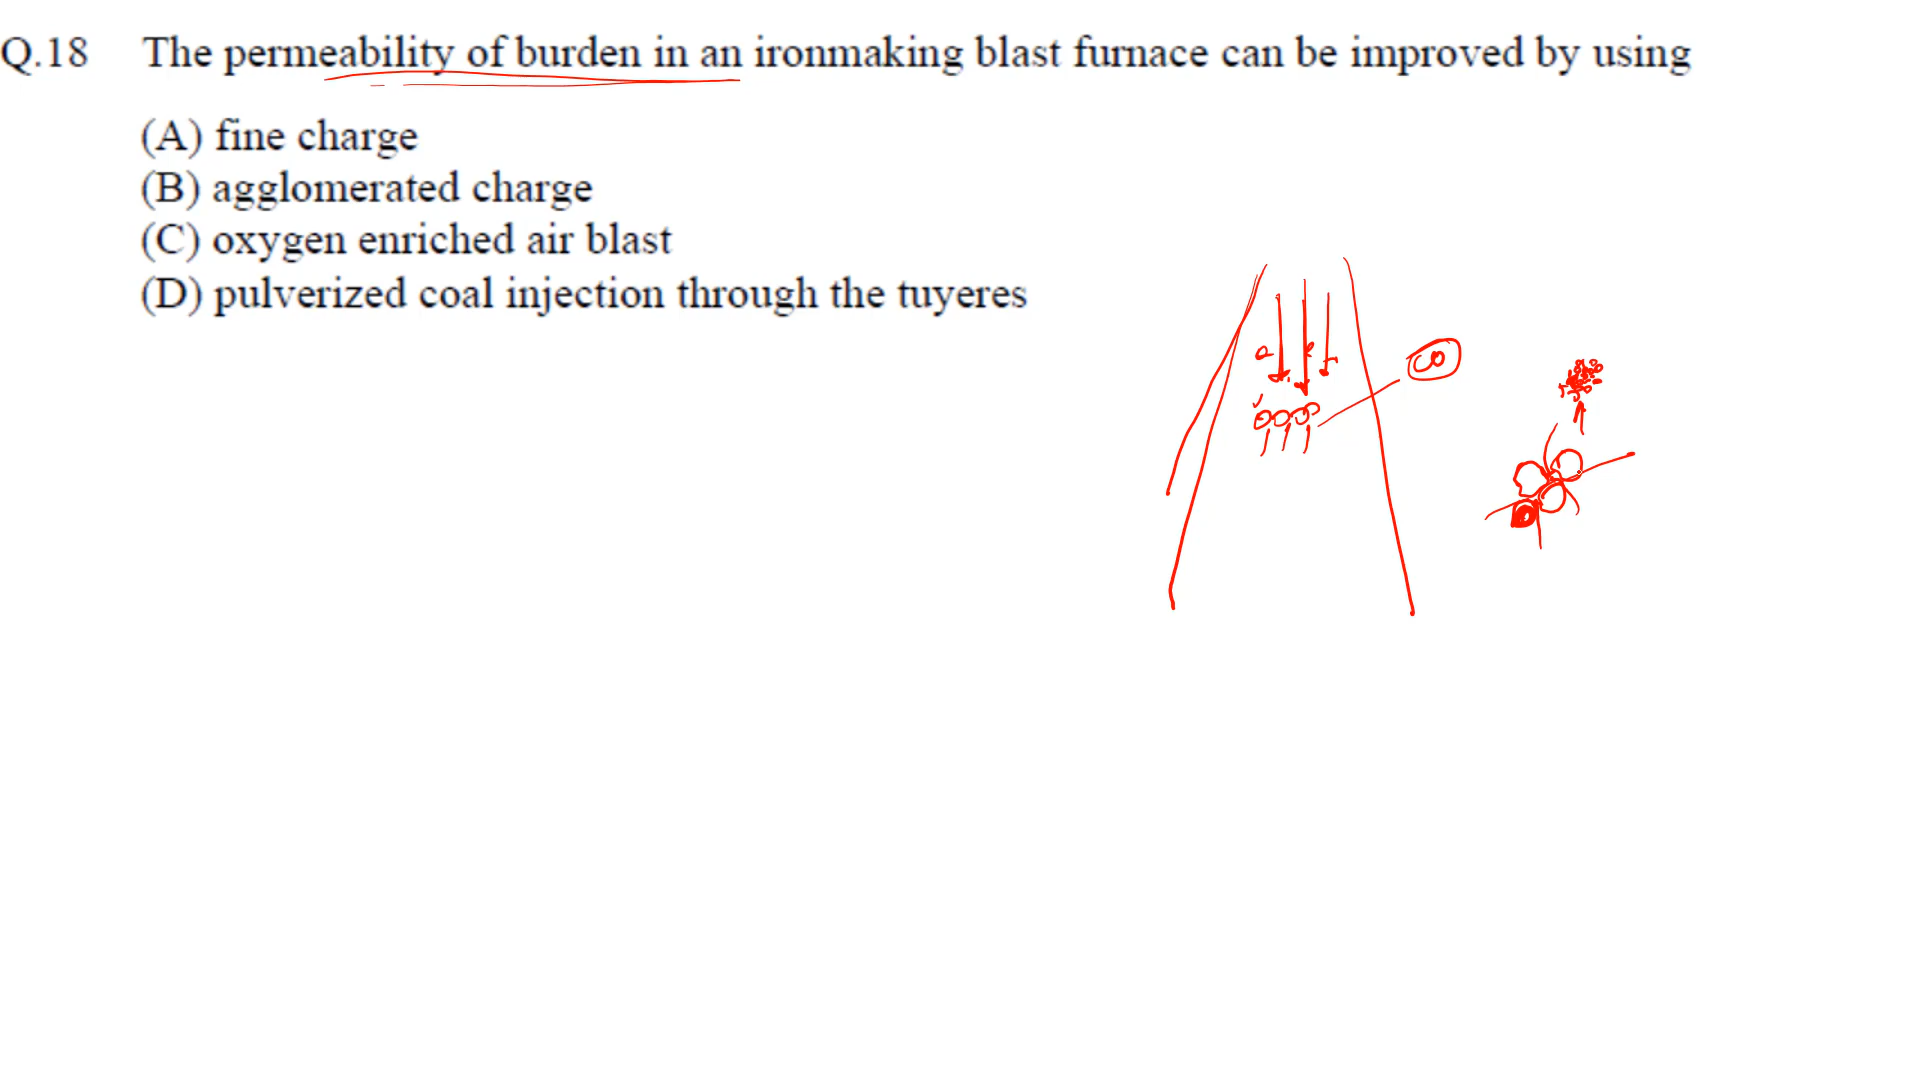 Q.18 The permeability of burden in an ironmaking blast furnace can be improved by using
(A) fine charge
(B) agglomerated charge
(C) oxygen enriched air blast
(D) pulverized coal injection through the tuyeres
CO